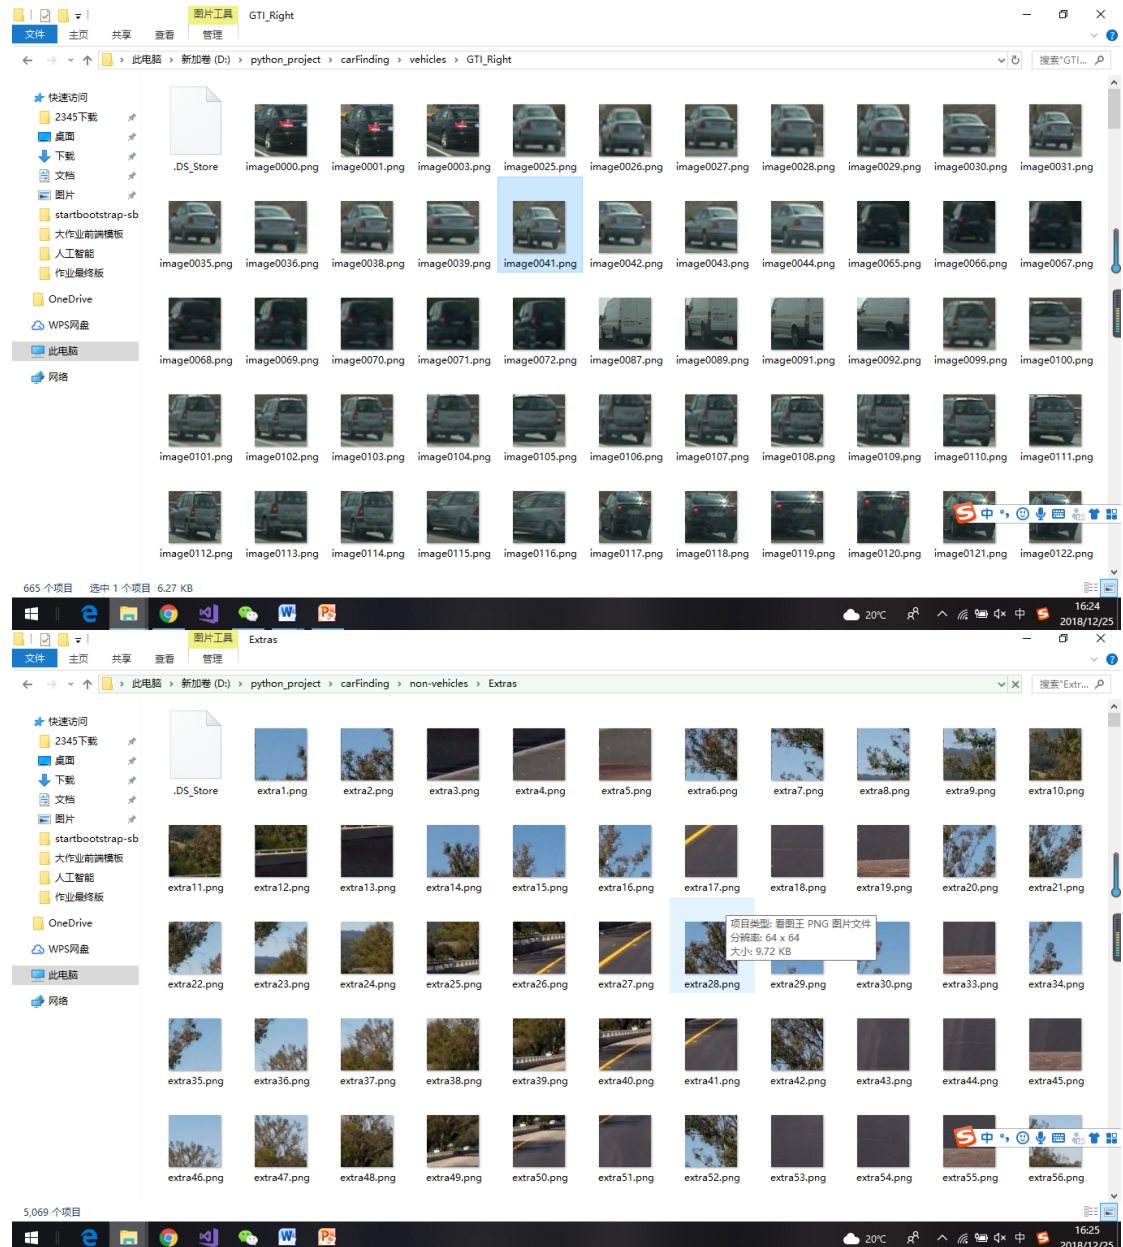 图片工具 GTI_Right
文件 主页 共享 查看 管理
此电脑 新加卷 (D:) python_project carFinding vehicles GTI_Right 搜索"GTI...
快速访问
2345下载
桌面
下载
文档
图片
startbootstrap-sb
大作业前端模板
人工智能
作业最终版
OneDrive
WPS网盘
此电脑
网络
.DS_Store image0000.png image0001.png image0003.png image0025.png image0026.png image0027.png image0028.png image0029.png image0030.png image0031.png
image0035.png image0036.png image0038.png image0039.png image0041.png image0042.png image0043.png image0044.png image0065.png image0066.png image0067.png
image0068.png image0069.png image0070.png image0071.png image0072.png image0087.png image0089.png image0091.png image0092.png image0099.png image0100.png
image0101.png image0102.png image0103.png image0104.png image0105.png image0106.png image0107.png image0108.png image0109.png image0110.png image0111.png
中
image0112.png image0113.png image0114.png image0115.png image0116.png image0117.png image0118.png image0119.png image0120.png image0121.png image0122.png
665 个项目 选中 1 个项目 6.27 KB
20℃ 中 16:24
2018/12/25
图片工具 Extras
文件 主页 共享 查看 管理
此电脑 新加卷 (D:) python_project carFinding non-vehicles Extras 搜索"Extr...
快速访问
2345下载
桌面
下载
文档
图片
startbootstrap-sb
大作业前端模板
人工智能
作业最终版
OneDrive
WPS网盘
此电脑
网络
.DS_Store extra1.png extra2.png extra3.png extra4.png extra5.png extra6.png extra7.png extra8.png extra9.png extra10.png
extra11.png extra12.png extra13.png extra14.png extra15.png extra16.png extra17.png extra18.png extra19.png extra20.png extra21.png
项目类型: 看图王 PNG 图片文件
分辨率: 64 x 64
大小: 9.72 KB
extra22.png extra23.png extra24.png extra25.png extra26.png extra27.png extra28.png extra29.png extra30.png extra33.png extra34.png
extra35.png extra36.png extra37.png extra38.png extra39.png extra40.png extra41.png extra42.png extra43.png extra44.png extra45.png
中
extra46.png extra47.png extra48.png extra49.png extra50.png extra51.png extra52.png extra53.png extra54.png extra55.png extra56.png
5,069 个项目
20℃ 中 16:25
2018/12/25